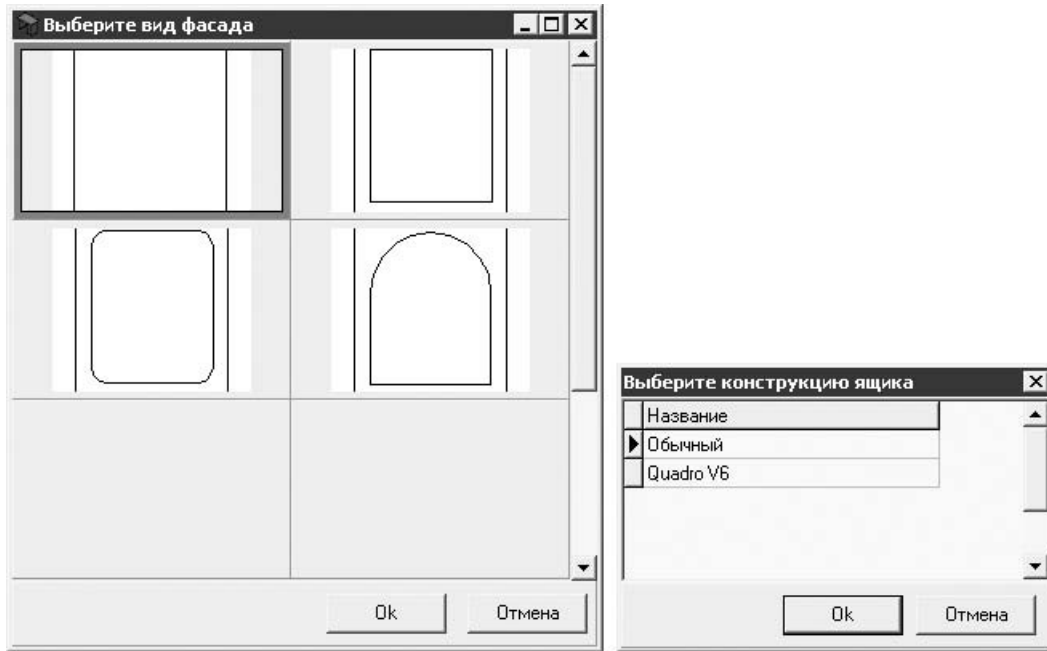 Выберите вид фасада
Ok
Отмена
Выберите конструкцию ящика
Название
Обычный
Quadro V6
Ok
Отмена